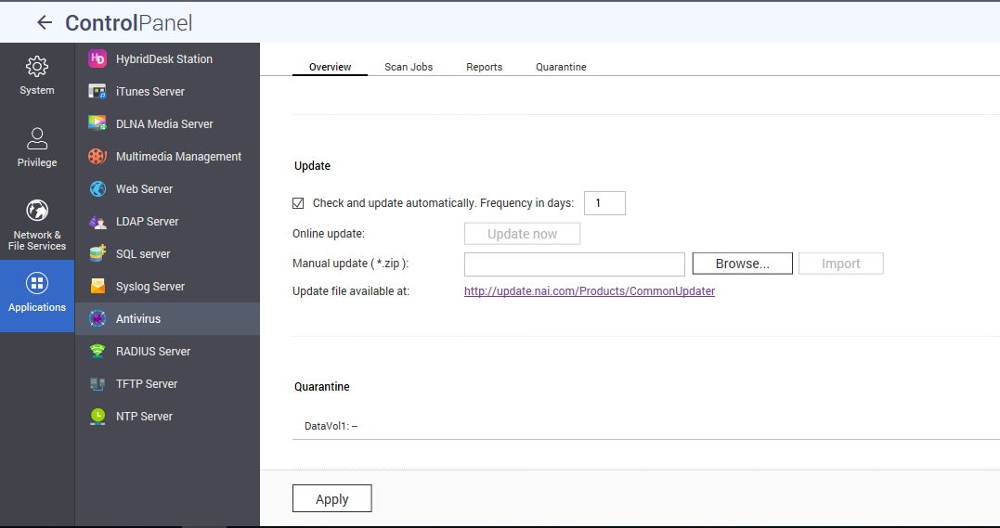 ControlPanel
System
Privilege
Network &
File Services
Applications
HybridDesk Station
iTunes Server
DLNA Media Server
Multimedia Management
Web Server
LDAP Server
SQL server
Syslog Server
Antivirus
RADIUS Server
TFTP Server
NTP Server
Overview Scan Jobs Reports Quarantine
Update
Check and update automatically. Frequency in days: 1
Online update: Update now
Manual update ( *.zip ): Browse... Import
Update file available at: http://update.nai.com/Products/CommonUpdater
Quarantine
DataVol1: --
Apply